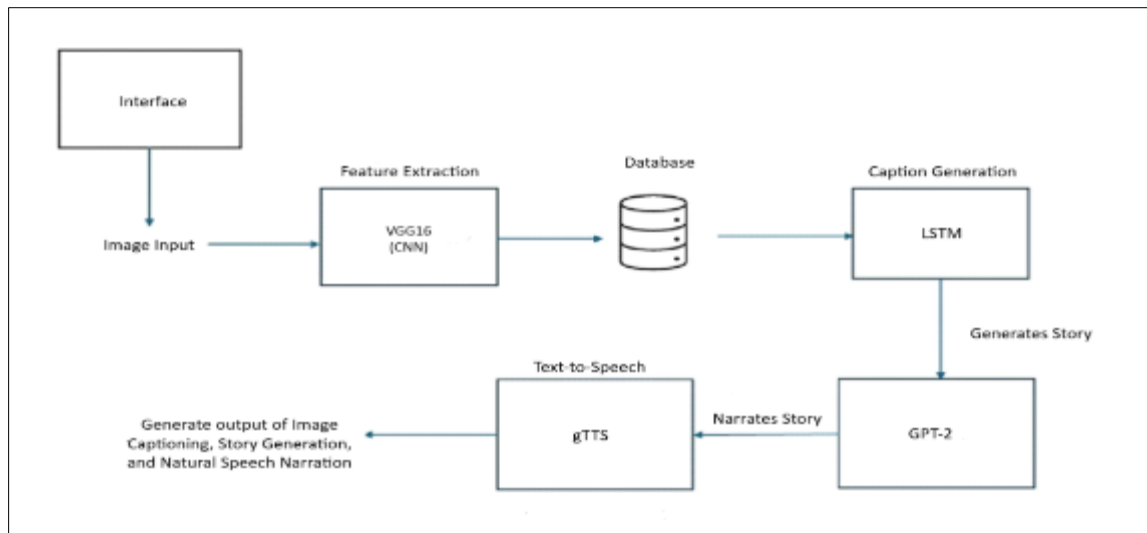 Interface
Image Input
Feature Extraction
VGG16
(CNN)
Database
Caption Generation
LSTM
Generates Story
GPT-2
Narrates Story
Text-to-Speech
gTTS
Generate output of Image
Captioning, Story Generation,
and Natural Speech Narration